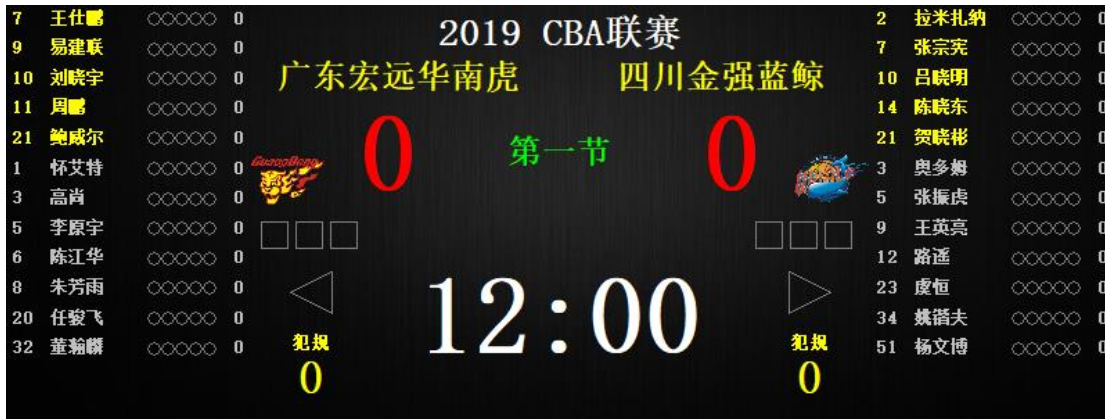 2019 CBA联赛
广东宏远华南虎 四川金强蓝鲸
0 第一节 0
12:00
犯规 犯规
0 0
7 王仕鹏 0
9 易建联 0
10 刘晓宇 0
11 周鹏 0
21 鲍威尔 0
1 怀艾特 0
3 高尚 0
5 李原宇 0
6 陈江华 0
8 朱芳雨 0
20 任骏飞 0
32 董瀚麟 0
GuangDong
2 拉米扎纳 0
7 张宗宪 0
10 吕晓明 0
14 陈晓东 0
21 贺晓彬 0
3 奥多姆 0
5 张振虎 0
9 王英亮 0
12 路遥 0
23 虞恒 0
34 姚锴夫 0
51 杨文博 0